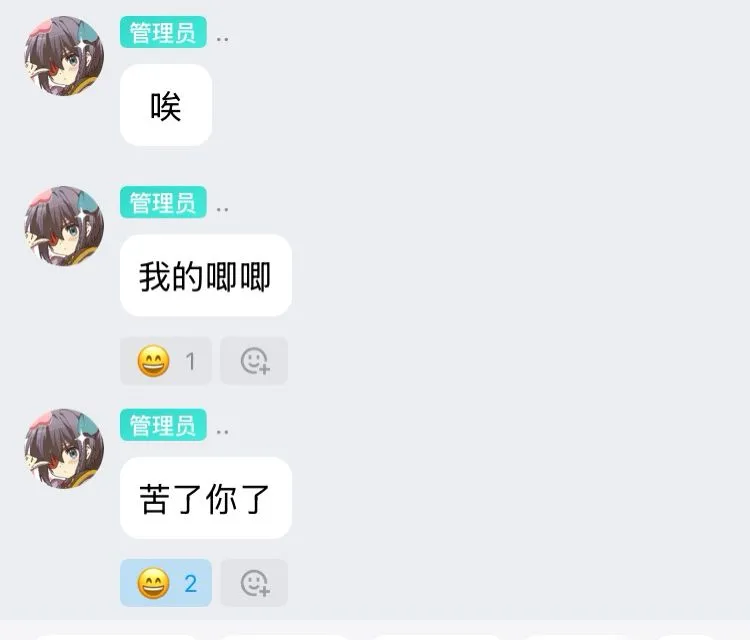 管理员 ..
唉
管理员 ..
我的唧唧
😄 1
管理员 ..
苦了你了
😄 2